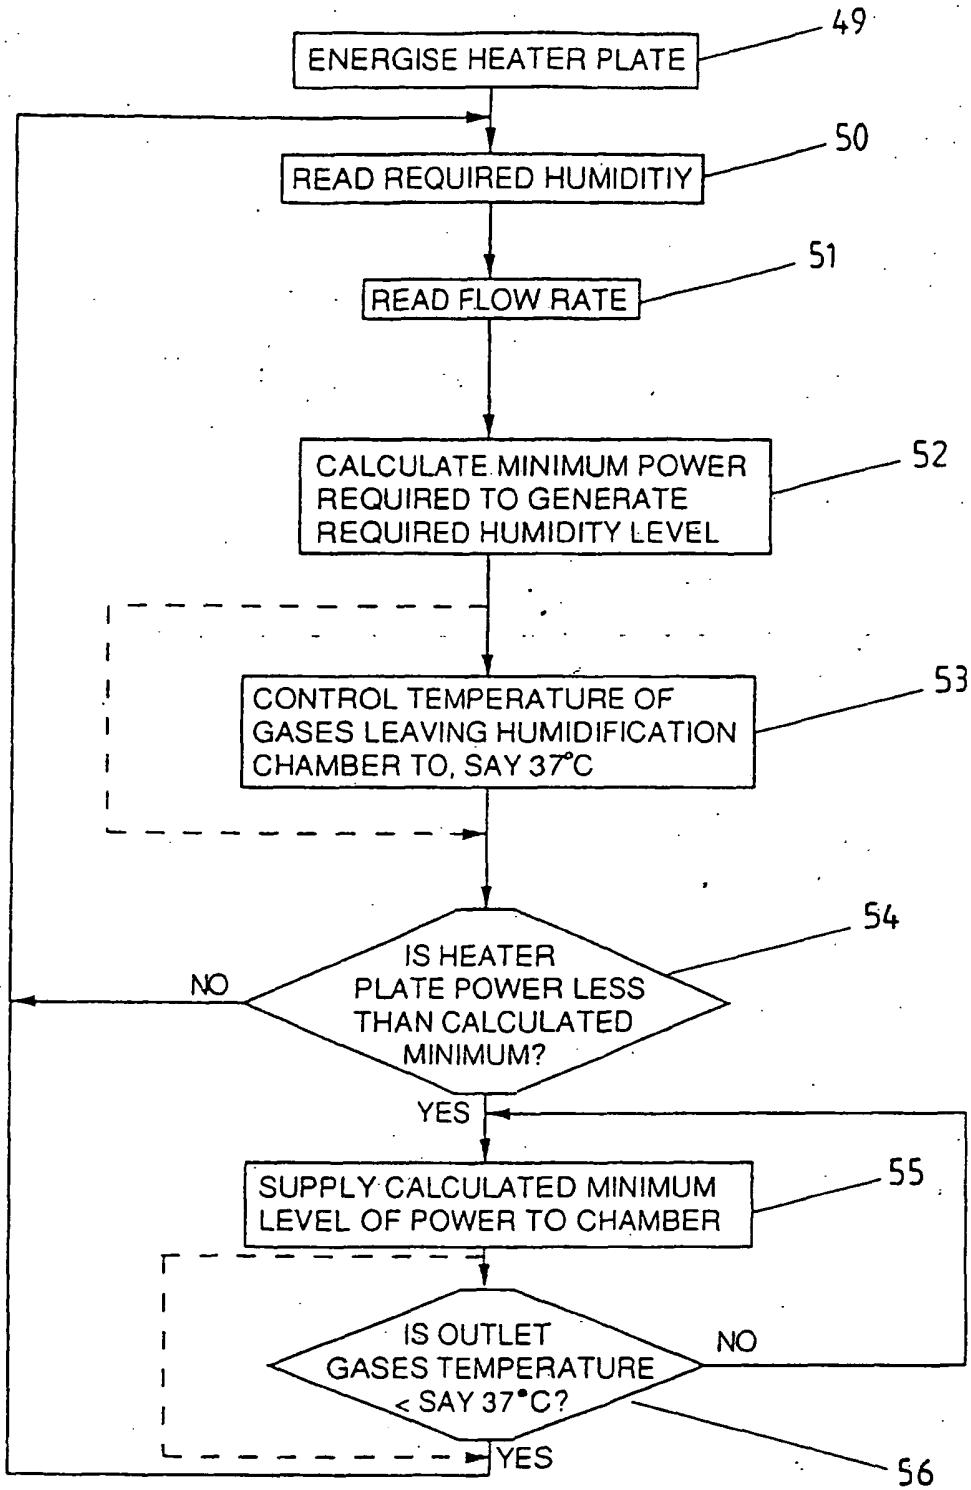 49
ENERGISE HEATER PLATE
50
READ REQUIRED HUMIDITIY
51
READ FLOW RATE
52
CALCULATE MINIMUM POWER
REQUIRED TO GENERATE
REQUIRED HUMIDITY LEVEL
53
CONTROL TEMPERATURE OF
GASES LEAVING HUMIDIFICATION
CHAMBER TO, SAY 37°C
54
IS HEATER
PLATE POWER LESS
THAN CALCULATED
MINIMUM?
NO
YES
55
SUPPLY CALCULATED MINIMUM
LEVEL OF POWER TO CHAMBER
IS OUTLET
GASES TEMPERATURE
< SAY 37°C?
NO
YES
56